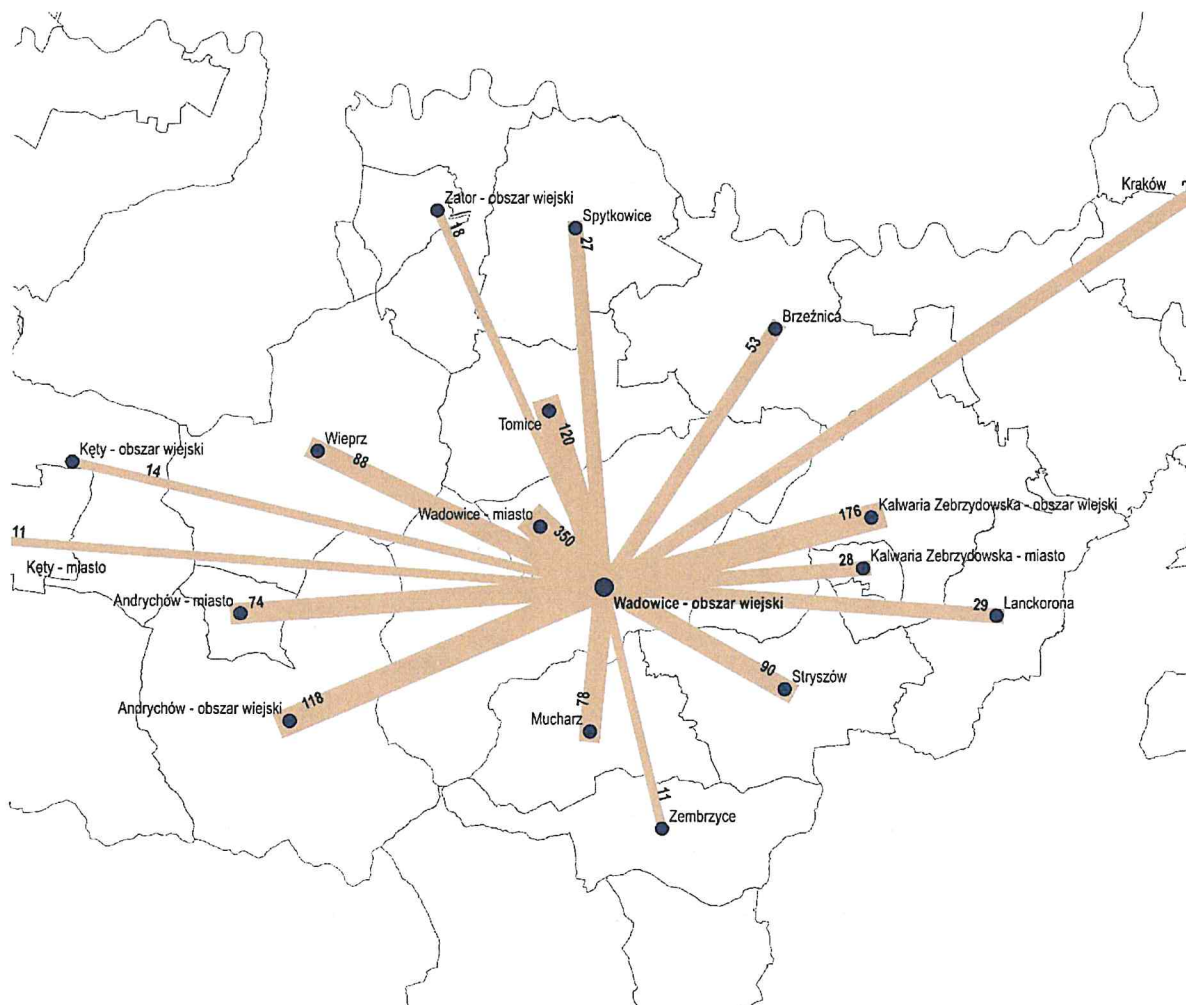 Kraków
Zator - obszar wiejski
18
Spytkowice
27
Brzeźnica
53
Tomice
120
Wieprz
88
Kęty - obszar wiejski
14
Wadowice - miasto
350
Kalwaria Zebrzydowska - obszar wiejski
176
11
Kęty - miasto
Kalwaria Zebrzydowska - miasto
28
Wadowice - obszar wiejski
Andrychów - miasto
74
29
Lanckorona
90
Stryszów
Andrychów - obszar wiejski
118
Mucharz
78
11
Zembrzyce